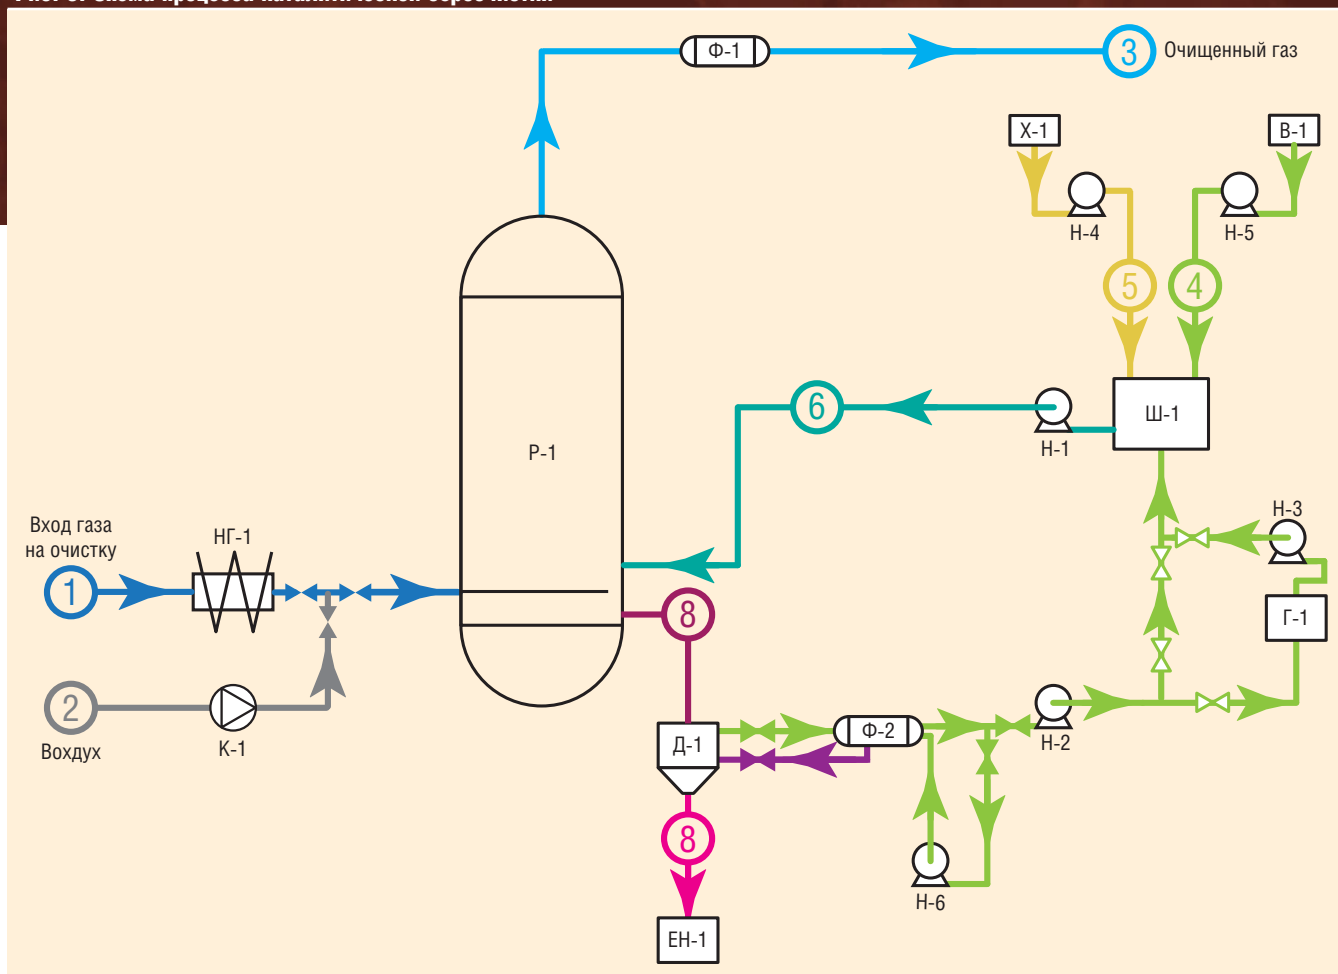 Ф-1
3
Очищенный газ
Х-1
В-1
Н-4
Н-5
5
4
6
Н-1
Ш-1
Р-1
Вход газа
на очистку
НГ-1
Н-3
1
8
Г-1
2
Вохдух
К-1
Д-1
Ф-2
Н-2
8
Н-6
ЕН-1